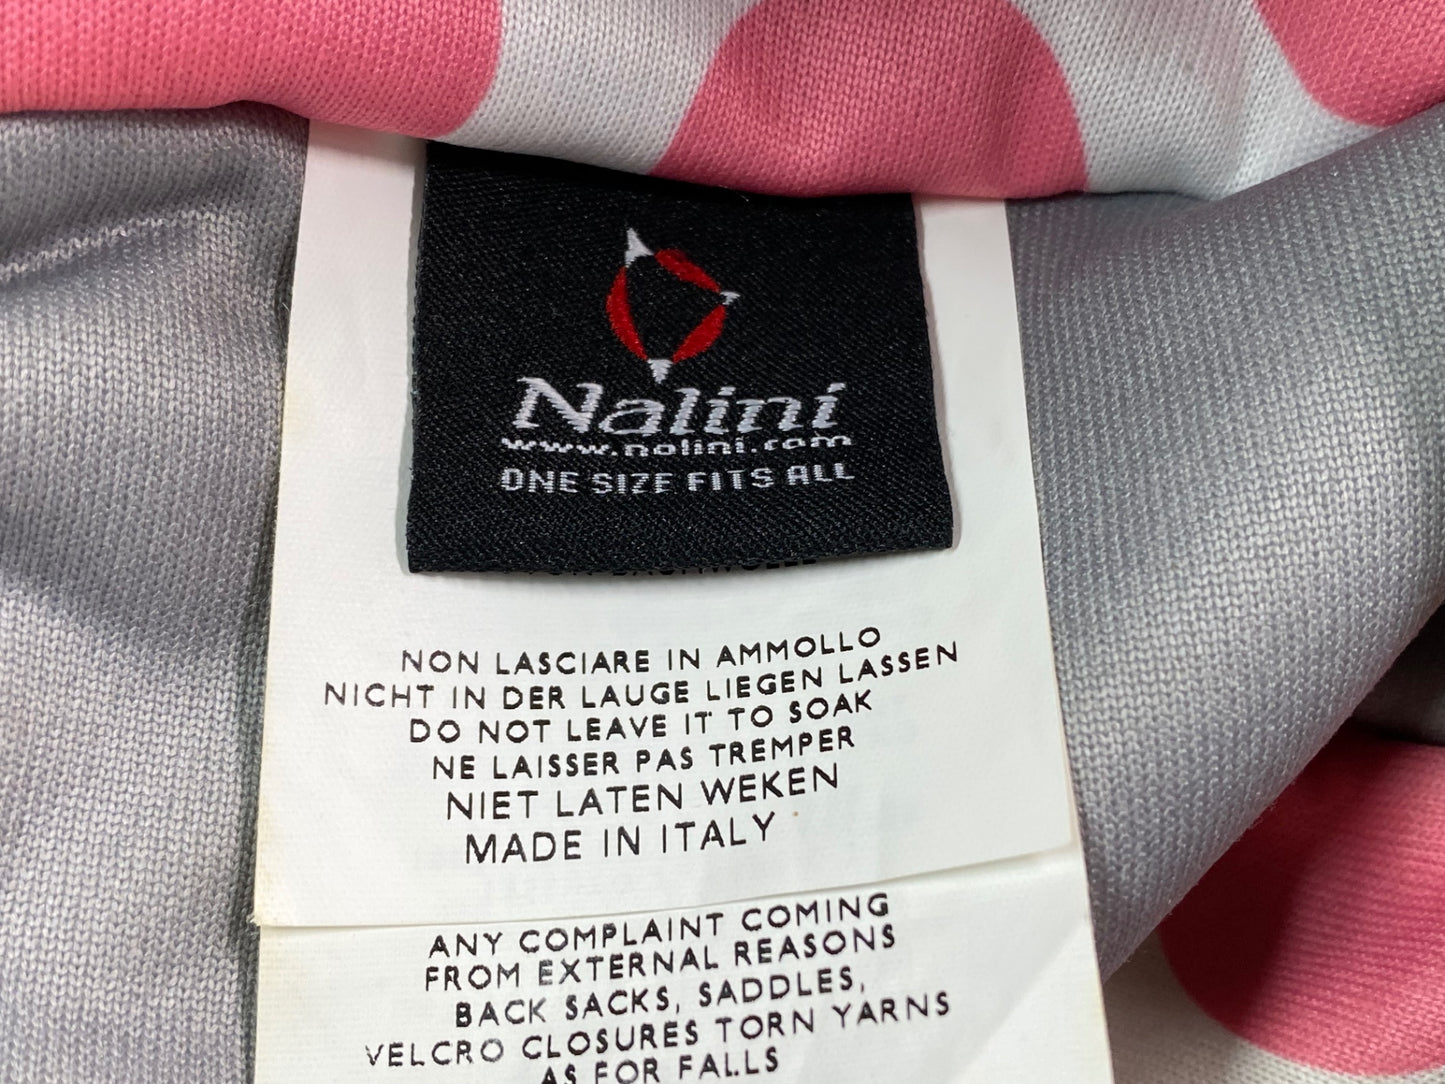 Nalini
www.nalini.com
ONE SIZE FITS ALL
NON LASCIARE IN AMMOLLO
NICHT IN DER LAUGE LIEGEN LASSEN
DO NOT LEAVE IT TO SOAK
NE LAISSER PAS TREMPER
NIET LATEN WEKEN
MADE IN ITALY
ANY COMPLAINT COMING
FROM EXTERNAL REASONS
BACK SACKS, SADDLES,
VELCRO CLOSURES TORN YARNS
AS FOR FALLS